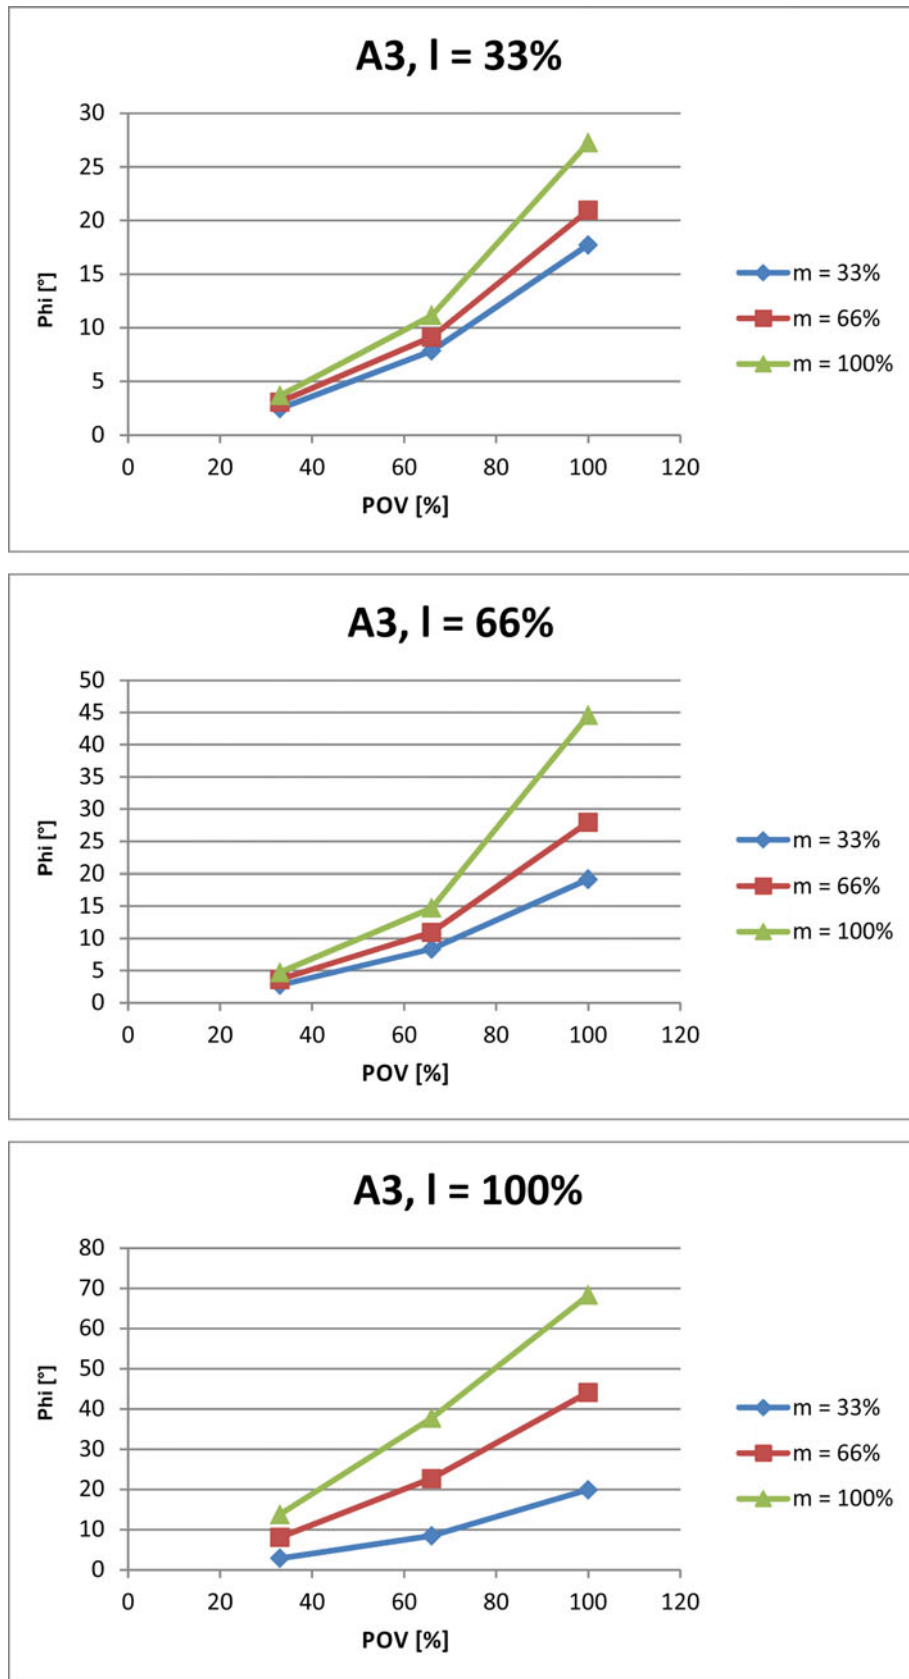 A3, l = 33%
30
25
20
15
10
5
0
Phi [°]
0 20 40 60 80 100 120
POV [%]
m = 33%
m = 66%
m = 100%
A3, l = 66%
50
45
40
35
30
25
20
15
10
5
0
Phi [°]
0 20 40 60 80 100 120
POV [%]
m = 33%
m = 66%
m = 100%
A3, l = 100%
80
70
60
50
40
30
20
10
0
Phi [°]
0 20 40 60 80 100 120
POV [%]
m = 33%
m = 66%
m = 100%